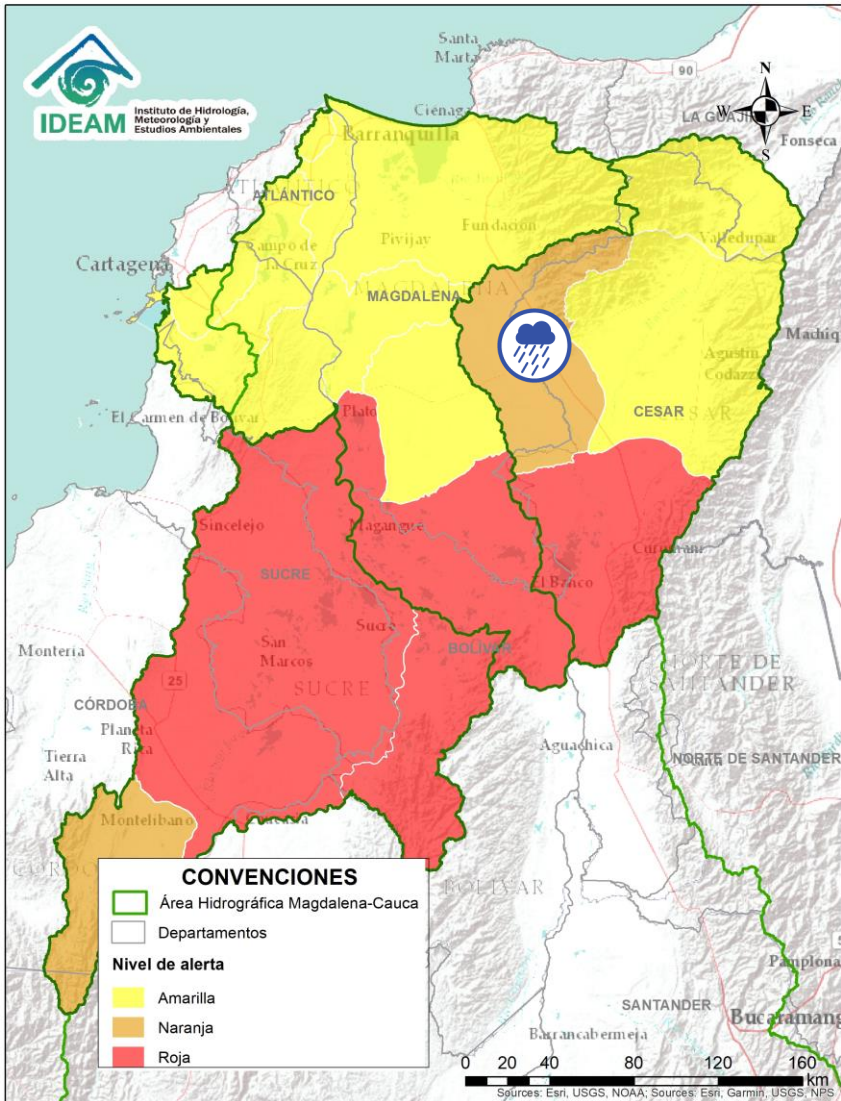 IDEAM
Instituto de Hidrología,
Meteorología y
Estudios Ambientales
Santa
Marta
90
N
W
E
S
Ciénaga
LA GUAJI
Fonseca
Barranquilla
ATLÁNTICO
Fundación
Valledupar
Pivijay
Campo de
la Cruz
Cartagena
MAGDALENA
Machiq
Agustín
Codazzi
El Carmen de Bolívar
Plato
CESAR
Sincelejo
Magangue
Curumaní
SUCRE
El Banco
Sucre
San
Marcos
BOLÍVAR
Montería
25
SUCRE
NORTE DE
SANTANDER
CÓRDOBA
Planeta
Rica
Tierra
Alta
Aguachica
NORTE DE SANTANDER
Montelíbano
Caucasia
BOLÍVAR
CONVENCIONES
Área Hidrográfica Magdalena-Cauca
Departamentos
Nivel de alerta
Amarilla
Naranja
Roja
Pamplona
SANTANDER
Bucaramang
Barrancabermeja
0 20 40 80 120 160
km
Sources: Esri, USGS, NOAA; Sources: Esri, Garmin, USGS, NPS